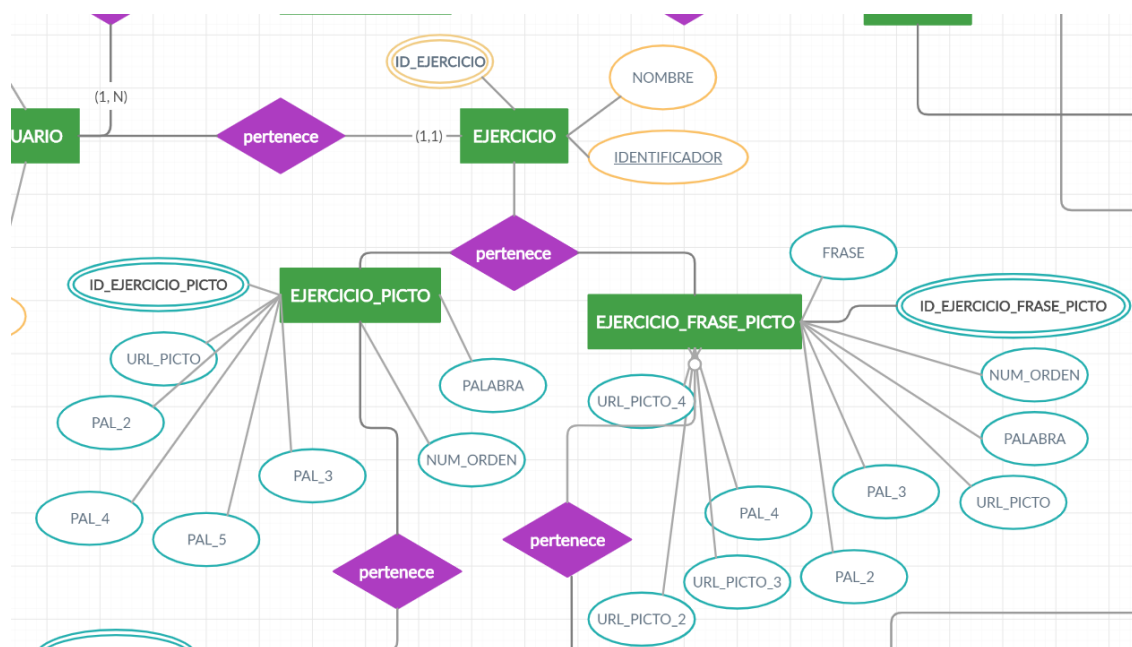 ID_EJERCICIO
NOMBRE
(1, N)
UARIO
pertenece
(1,1)
EJERCICIO
IDENTIFICADOR
pertenece
FRASE
ID_EJERCICIO_PICTO
EJERCICIO_PICTO
ID_EJERCICIO_FRASE_PICTO
EJERCICIO_FRASE_PICTO
URL_PICTO
NUM_ORDEN
PALABRA
URL_PICTO_4
PAL_2
PALABRA
NUM_ORDEN
PAL_3
PAL_3
URL_PICTO
PAL_4
PAL_4
PAL_5
pertenece
pertenece
PAL_2
URL_PICTO_3
URL_PICTO_2